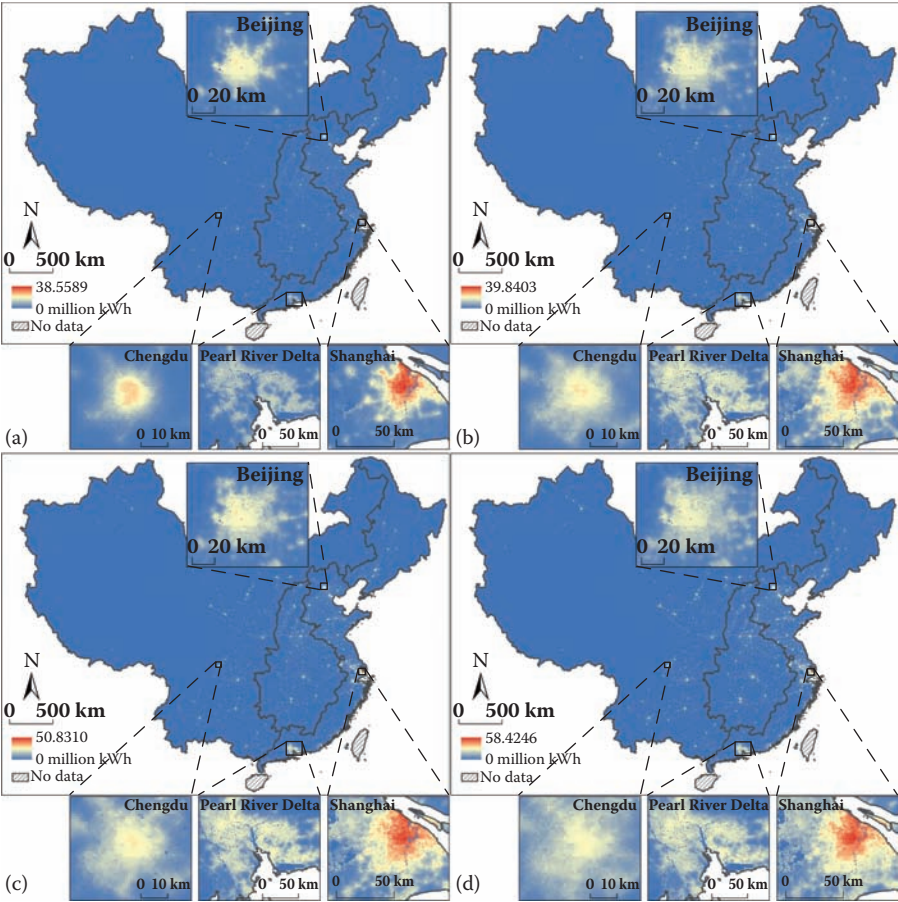 Beijing
0 20 km
N
0 500 km
38.5589
0 million kWh
No data
Chengdu
0 10 km
Pearl River Delta
0 50 km
Shanghai
0 50 km
(a)
Beijing
0 20 km
N
0 500 km
39.8403
0 million kWh
No data
Chengdu
0 10 km
Pearl River Delta
0 50 km
Shanghai
0 50 km
(b)
Beijing
0 20 km
N
0 500 km
50.8310
0 million kWh
No data
Chengdu
0 10 km
Pearl River Delta
0 50 km
Shanghai
0 50 km
(c)
Beijing
0 20 km
N
0 500 km
58.4246
0 million kWh
No data
Chengdu
0 10 km
Pearl River Delta
0 50 km
Shanghai
0 50 km
(d)